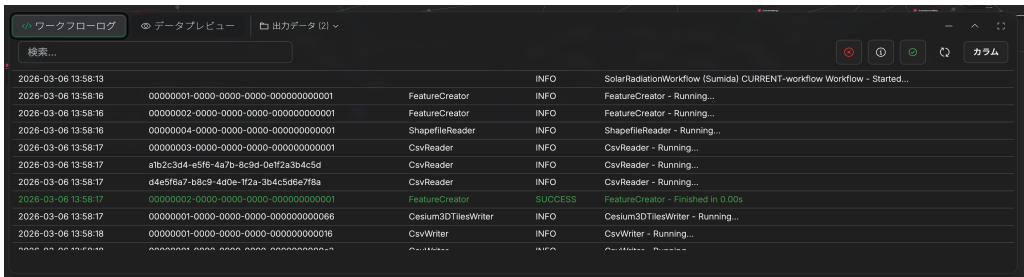 ワークフローログ データプレビュー 出力データ (2)
検索...
カラム
2026-03-06 13:58:13 INFO SolarRadiationWorkflow (Sumida) CURRENT-workflow Workflow - Started...
2026-03-06 13:58:16 00000001-0000-0000-0000-000000000001 FeatureCreator INFO FeatureCreator - Running...
2026-03-06 13:58:16 00000002-0000-0000-0000-000000000001 FeatureCreator INFO FeatureCreator - Running...
2026-03-06 13:58:16 00000004-0000-0000-0000-000000000001 ShapefileReader INFO ShapefileReader - Running...
2026-03-06 13:58:17 00000003-0000-0000-0000-000000000001 CsvReader INFO CsvReader - Running...
2026-03-06 13:58:17 a1b2c3d4-e5f6-4a7b-8c9d-0e1f2a3b4c5d CsvReader INFO CsvReader - Running...
2026-03-06 13:58:17 d4e5f6a7-b8c9-4d0e-1f2a-3b4c5d6e7f8a CsvReader INFO CsvReader - Running...
2026-03-06 13:58:17 00000002-0000-0000-0000-000000000001 FeatureCreator SUCCESS FeatureCreator - Finished in 0.00s
2026-03-06 13:58:17 00000001-0000-0000-0000-000000000066 Cesium3DTilesWriter INFO Cesium3DTilesWriter - Running...
2026-03-06 13:58:18 00000001-0000-0000-0000-000000000016 CsvWriter INFO CsvWriter - Running...